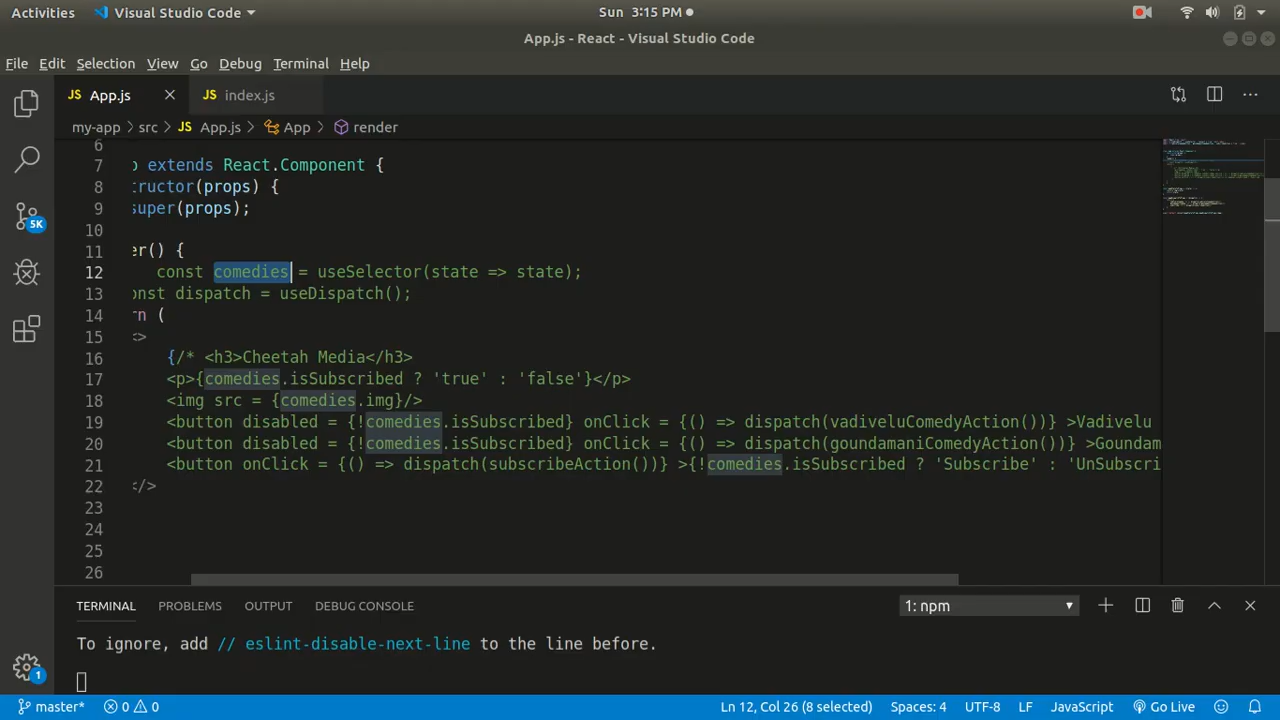 Activities
Visual Studio Code
Sun 3:15 PM
App.js - React - Visual Studio Code
File Edit Selection View Go Debug Terminal Help
JS App.js
JS index.js
my-app > src > JS App.js > App > render
6
7 p extends React.Component {
8 tructor(props) {
9 super(props);
10
11 er() {
12 const comedies = useSelector(state => state);
13 onst dispatch = useDispatch();
14 rn (
15 <>
16 {/* <h3>Cheetah Media</h3>
17 <p>{comedies.isSubscribed ? 'true' : 'false'}</p>
18 <img src = {comedies.img}/>
19 <button disabled = {!comedies.isSubscribed} onClick = {() => dispatch(vadiveluComedyAction())} >Vadivelu
20 <button disabled = {!comedies.isSubscribed} onClick = {() => dispatch(goundamaniComedyAction())} >Goundam
21 <button onClick = {() => dispatch(subscribeAction())} >{!comedies.isSubscribed ? 'Subscribe' : 'UnSubscri
22 </>
23
24
25
26
5K
TERMINAL PROBLEMS OUTPUT DEBUG CONSOLE
1: npm
To ignore, add // eslint-disable-next-line to the line before.
1
master* 0 0 Ln 12, Col 26 (8 selected) Spaces: 4 UTF-8 LF JavaScript Go Live